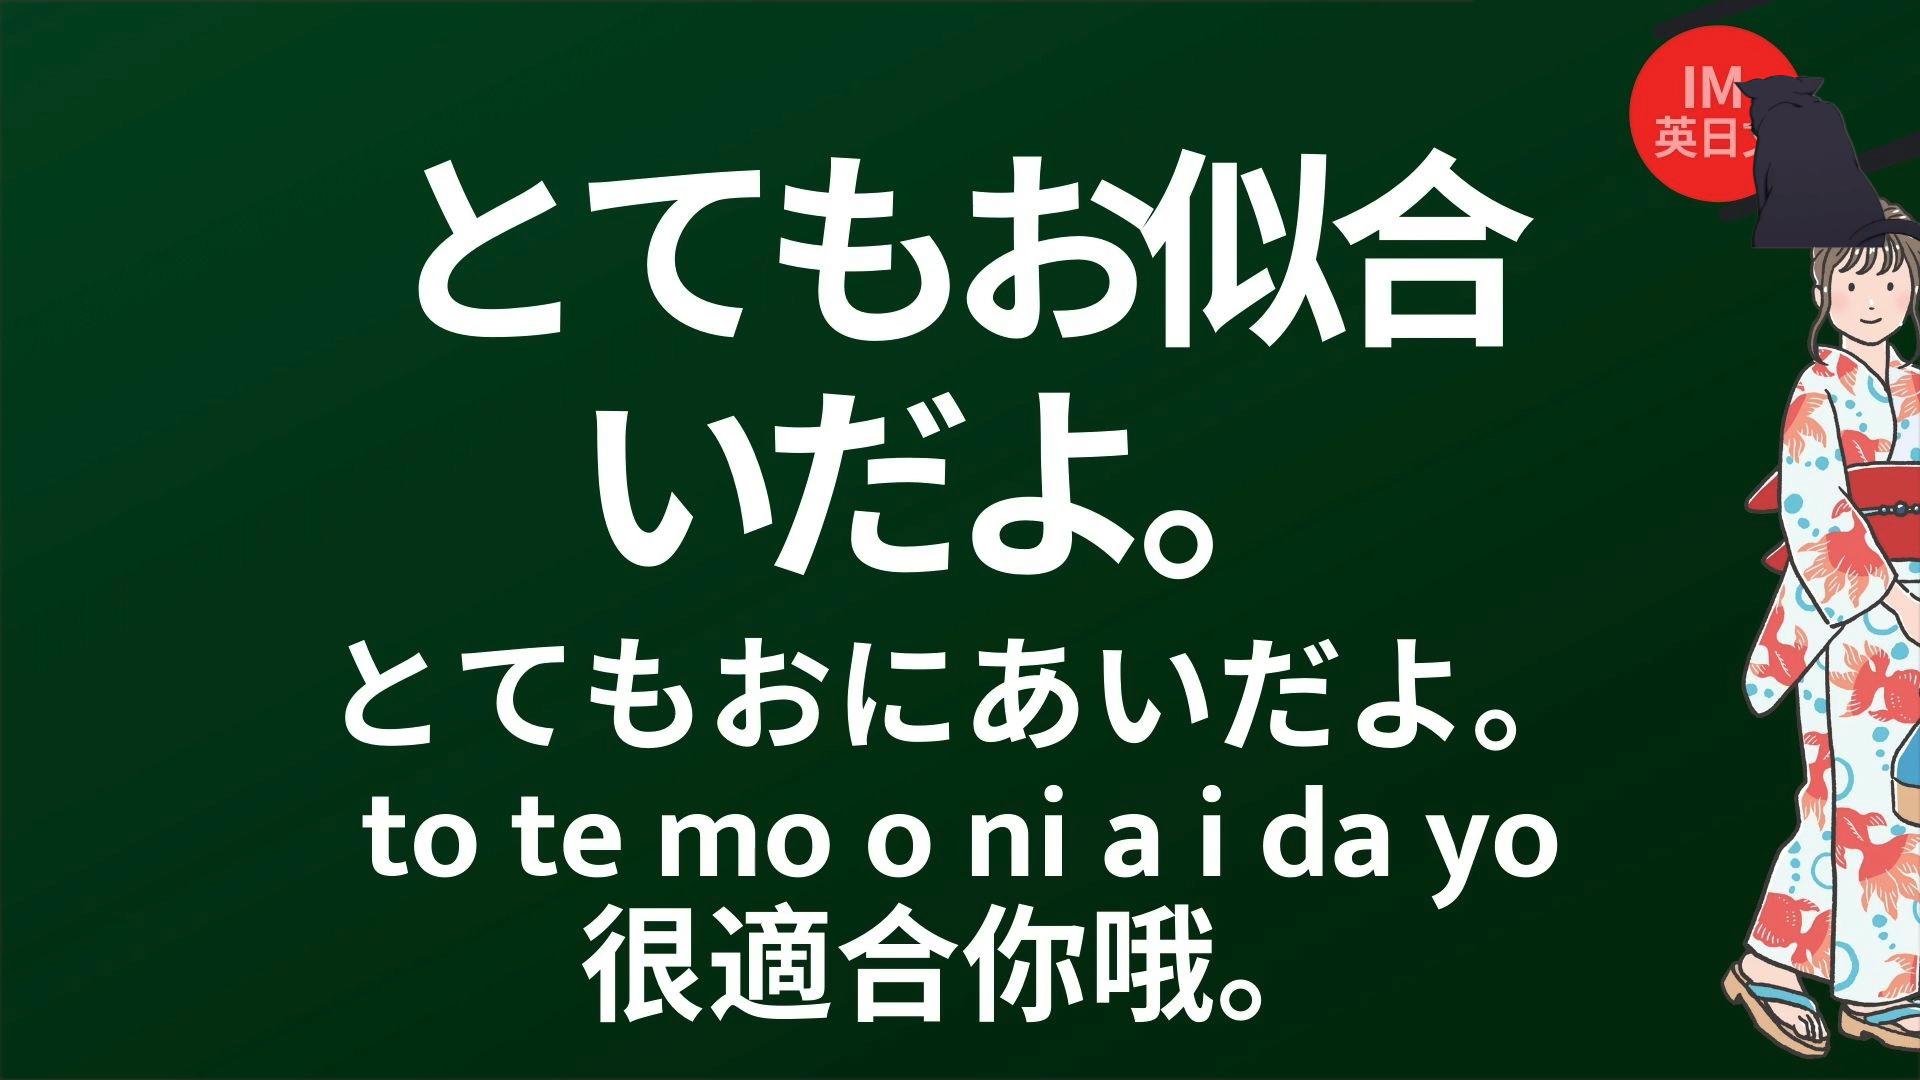 IM
英日
とてもお似合
いだよ。
とてもおにあいだよ。
to te mo o ni a i da yo
很適合你哦。